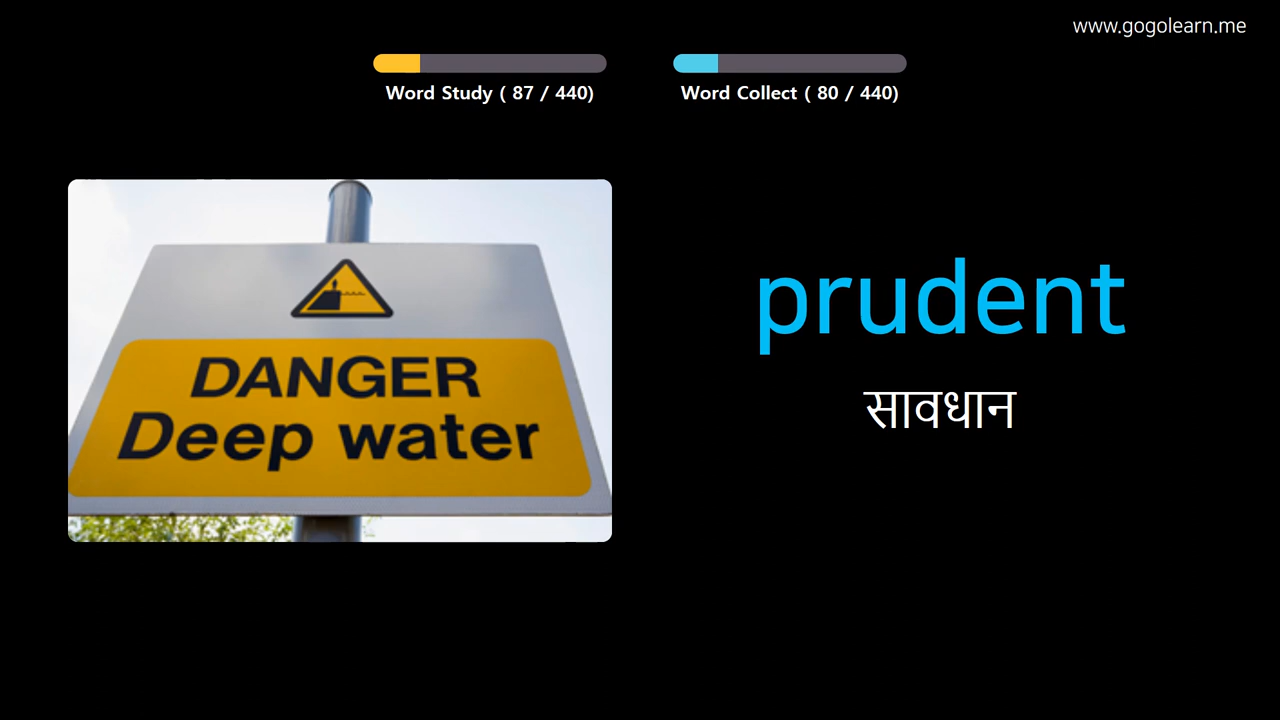 www.gogolearn.me
Word Study ( 87 / 440)
Word Collect ( 80 / 440)
DANGER
Deep water
prudent
सावधान